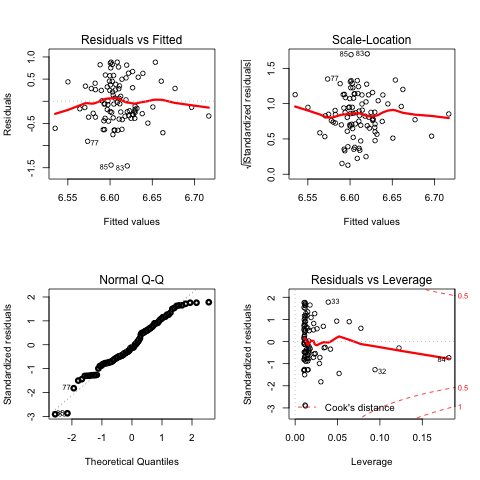 Residuals vs Fitted
Residuals
-1.5 -0.5 0.5 1.0
77
85 83
6.55 6.60 6.65 6.70
Fitted values
Scale-Location
√|Standardized residuals|
0.0 0.5 1.0 1.5
85 83
77
6.55 6.60 6.65 6.70
Fitted values
Normal Q-Q
Standardized residuals
-3 -2 -1 0 1 2
77
-2 -1 0 1 2
Theoretical Quantiles
Residuals vs Leverage
Standardized residuals
-3 -2 -1 0 1 2
0.5
33
84
32
0.5
1
Cook's distance
0.00 0.05 0.10 0.15
Leverage